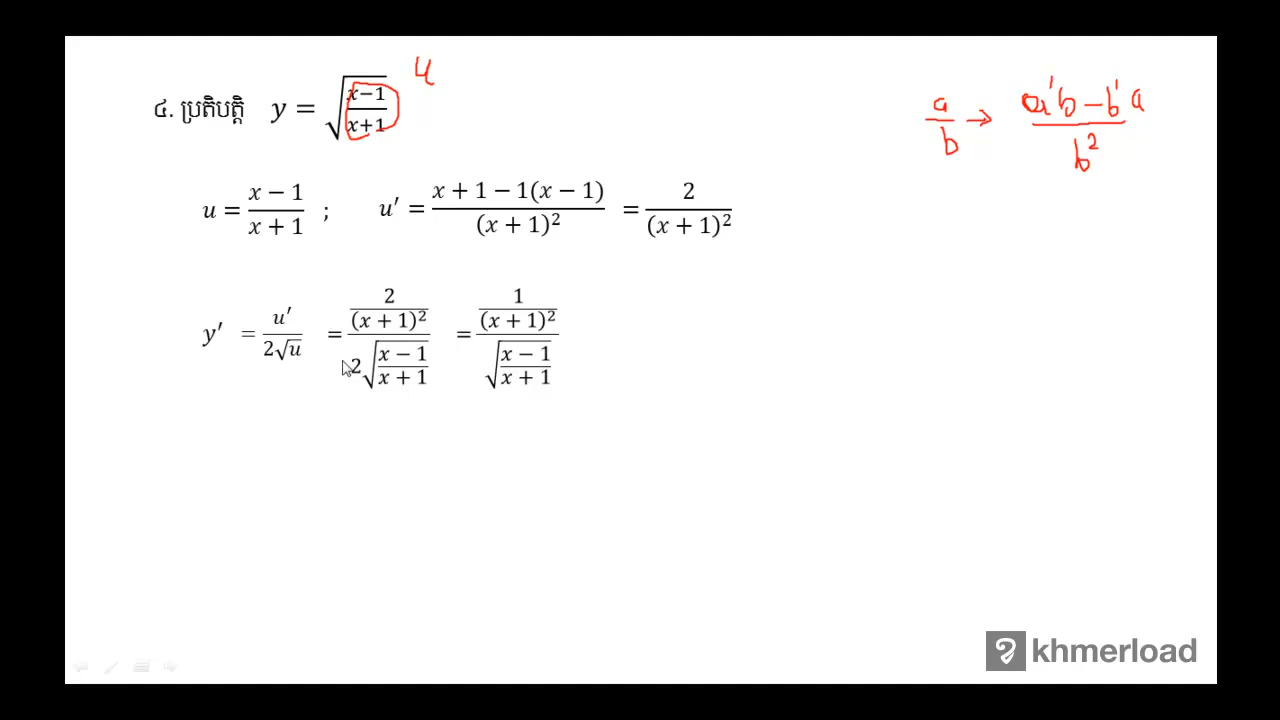 ៤. ប្រតិបត្តិ y = √((x−1)/(x+1)) u
a/b → (a'b − b'a)/b²
u = (x − 1)/(x + 1) ; u′ = (x + 1 − 1(x − 1))/(x + 1)² = 2/(x + 1)²
y′ = u′/(2√u) = (2/(x + 1)²)/(2√((x − 1)/(x + 1))) = (1/(x + 1)²)/(√((x − 1)/(x + 1)))
khmerload